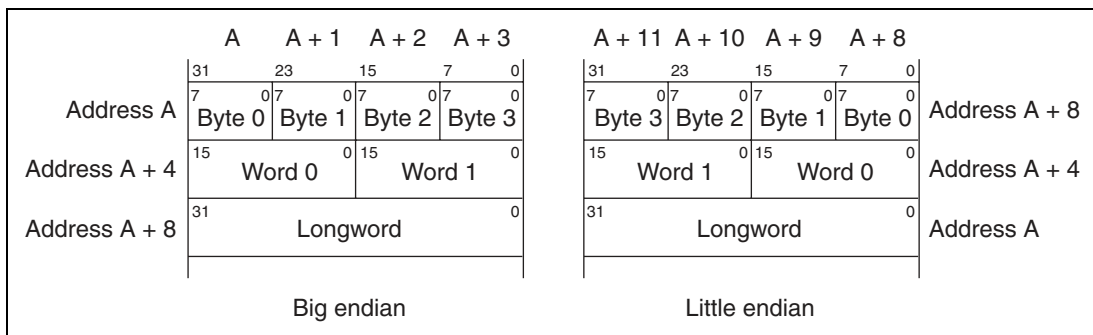 A A + 1 A + 2 A + 3 A + 11 A + 10 A + 9 A + 8
31 23 15 7 0 31 23 15 7 0
7 0 7 0 7 0 7 0 7 0 7 0 7 0 7 0
Address A Byte 0 Byte 1 Byte 2 Byte 3 Byte 3 Byte 2 Byte 1 Byte 0 Address A + 8
15 0 15 0 15 0 15 0
Address A + 4 Word 0 Word 1 Word 1 Word 0 Address A + 4
31 0 31 0
Address A + 8 Longword Longword Address A
Big endian Little endian